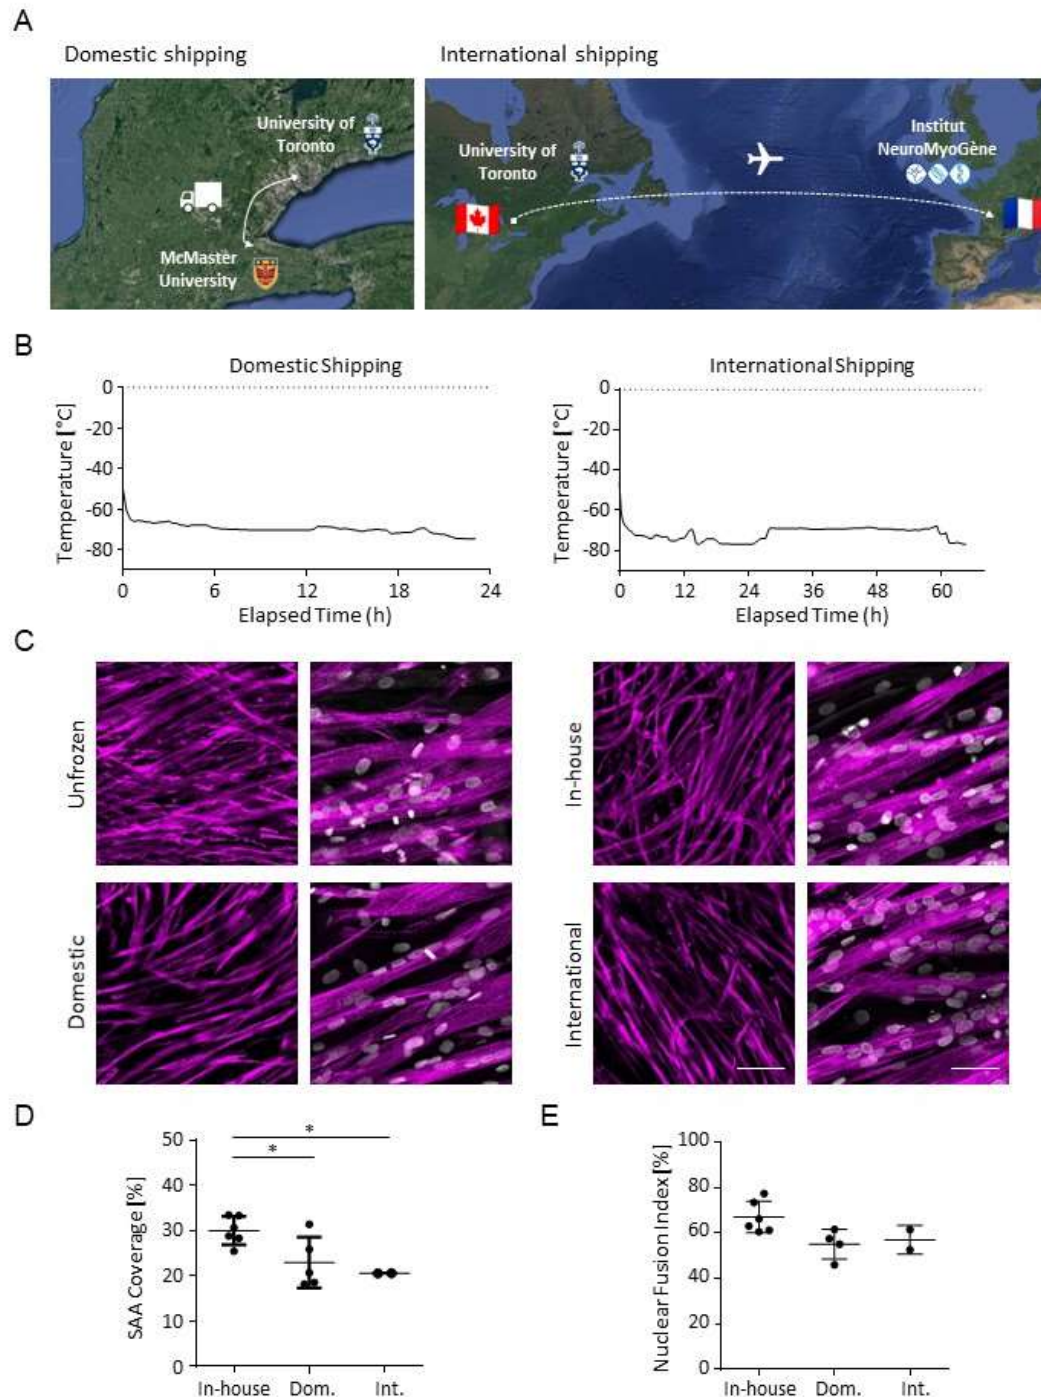 A
Domestic shipping
International shipping
University of
Toronto
McMaster
University
University of
Toronto
Institut
NeuroMyoGène
B
Domestic Shipping
Temperature [°C]
0
-20
-40
-60
-80
0 6 12 18 24
Elapsed Time (h)
International Shipping
Temperature [°C]
0
-20
-40
-60
-80
0 12 24 36 48 60
Elapsed Time (h)
C
Unfrozen
In-house
Domestic
International
D
SAA Coverage [%]
50
40
30
20
10
0
* 
*
In-house Dom. Int.
E
Nuclear Fusion Index [%]
100
80
60
40
20
0
In-house Dom. Int.